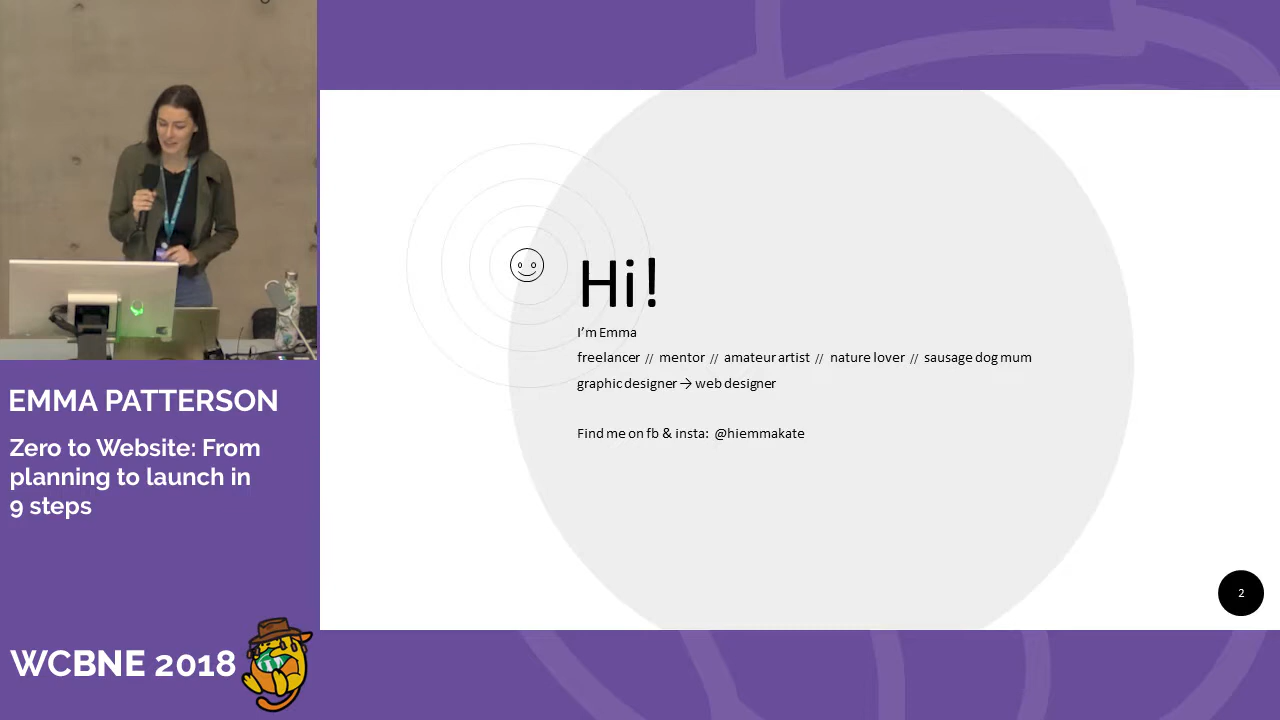 EMMA PATTERSON
Zero to Website: From
planning to launch in
9 steps
WCBNE 2018
Hi!
I'm Emma
freelancer // mentor // amateur artist // nature lover // sausage dog mum
graphic designer → web designer
Find me on fb & insta: @hiemmakate
2